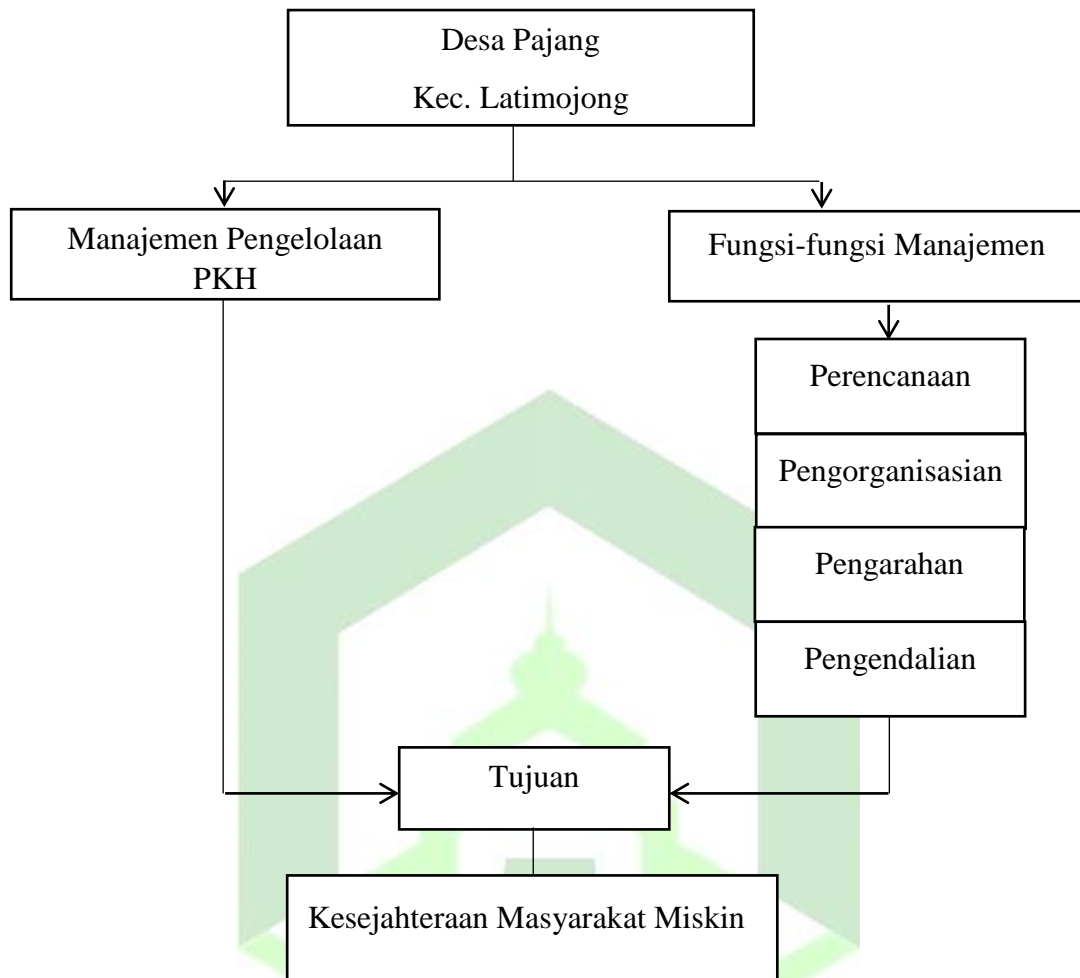 Desa Pajang
Kec. Latimojong
Manajemen Pengelolaan
PKH
Fungsi-fungsi Manajemen
Perencanaan
Pengorganisasian
Pengarahan
Pengendalian
Tujuan
Kesejahteraan Masyarakat Miskin